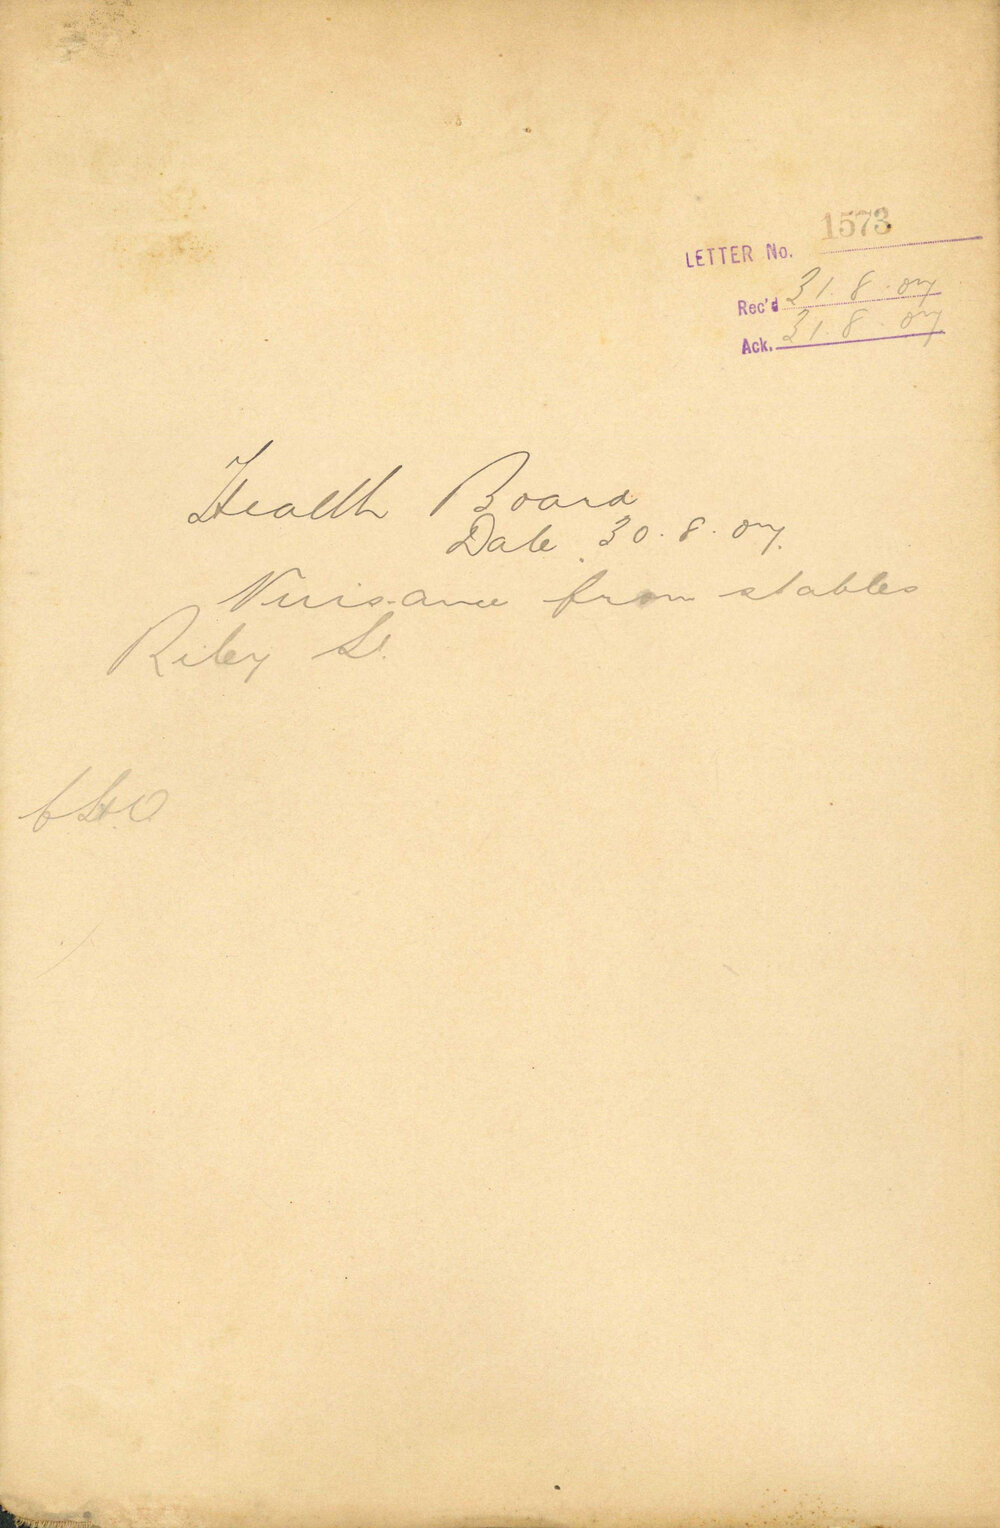 LETTER No. 1573
Rec'd 31.8.07
Ack. 31.8.07
Health Board
Date 30.8.07.
Nuisance from stables
Riley St.